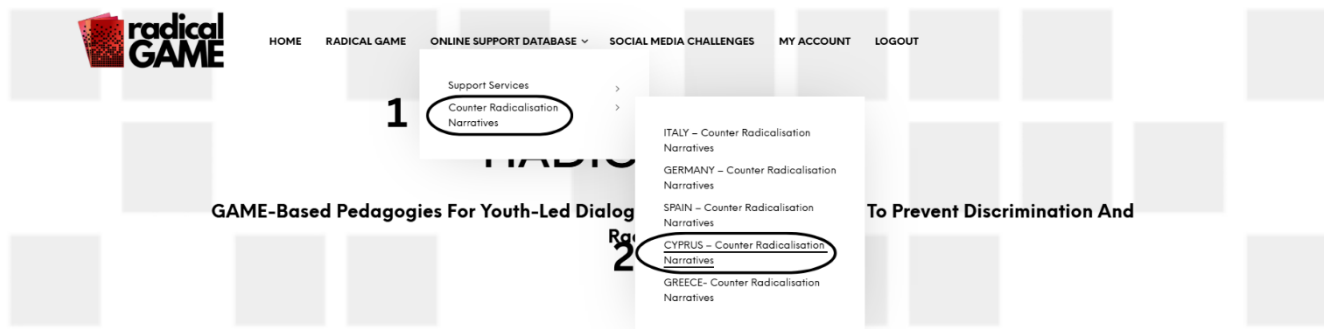 radical
GAME
HOME RADICAL GAME ONLINE SUPPORT DATABASE SOCIAL MEDIA CHALLENGES MY ACCOUNT LOGOUT
Support Services
1
Counter Radicalisation
Narratives
ITALY – Counter Radicalisation
Narratives
GERMANY – Counter Radicalisation
Narratives
SPAIN – Counter Radicalisation
Narratives
GAME-Based Pedagogies For Youth-Led Dialog To Prevent Discrimination And
2
CYPRUS – Counter Radicalisation
Narratives
GREECE- Counter Radicalisation
Narratives